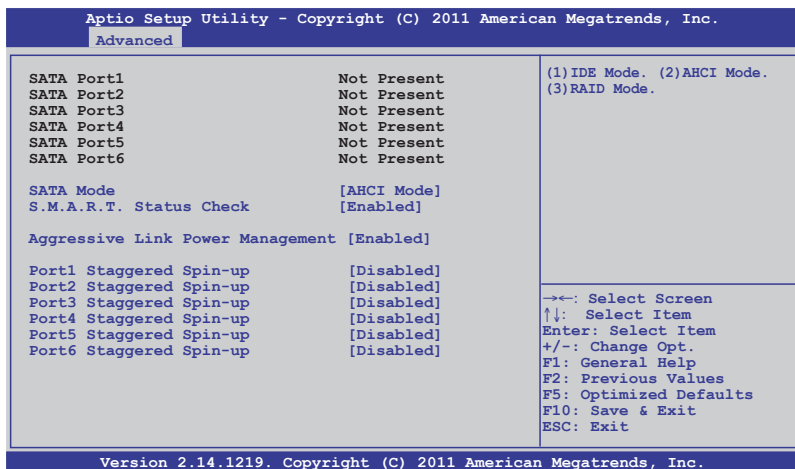 Aptio Setup Utility - Copyright (C) 2011 American Megatrends, Inc.
Advanced
SATA Port1 Not Present
SATA Port2 Not Present
SATA Port3 Not Present
SATA Port4 Not Present
SATA Port5 Not Present
SATA Port6 Not Present
SATA Mode [AHCI Mode]
S.M.A.R.T. Status Check [Enabled]
Aggressive Link Power Management [Enabled]
Port1 Staggered Spin-up [Disabled]
Port2 Staggered Spin-up [Disabled]
Port3 Staggered Spin-up [Disabled]
Port4 Staggered Spin-up [Disabled]
Port5 Staggered Spin-up [Disabled]
Port6 Staggered Spin-up [Disabled]
(1)IDE Mode. (2)AHCI Mode.
(3)RAID Mode.
→←: Select Screen
↑↓: Select Item
Enter: Select Item
+/-: Change Opt.
F1: General Help
F2: Previous Values
F5: Optimized Defaults
F10: Save & Exit
ESC: Exit
Version 2.14.1219. Copyright (C) 2011 American Megatrends, Inc.